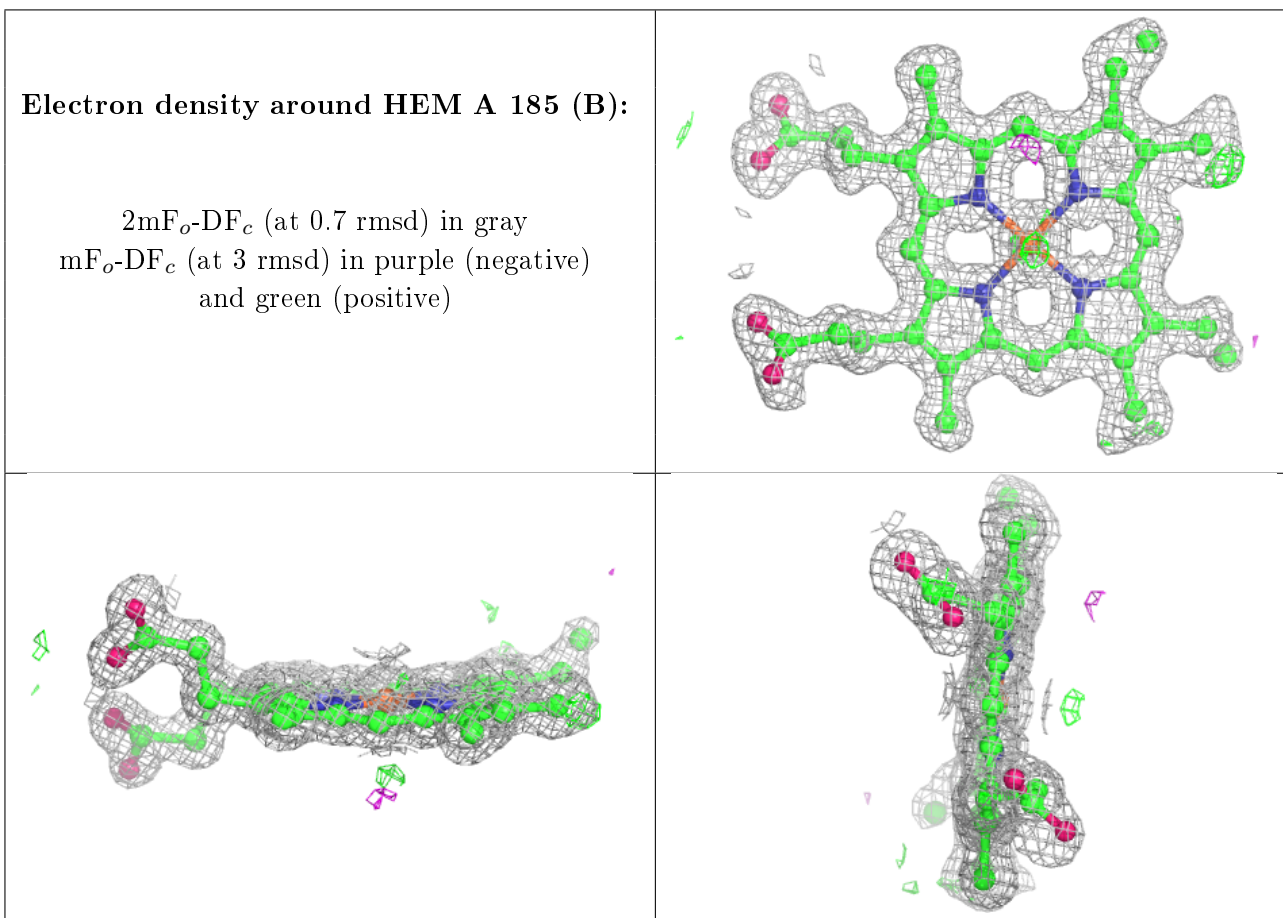 Electron density around HEM A 185 (B):
2mFo-DFc (at 0.7 rmsd) in gray
mFo-DFc (at 3 rmsd) in purple (negative)
and green (positive)